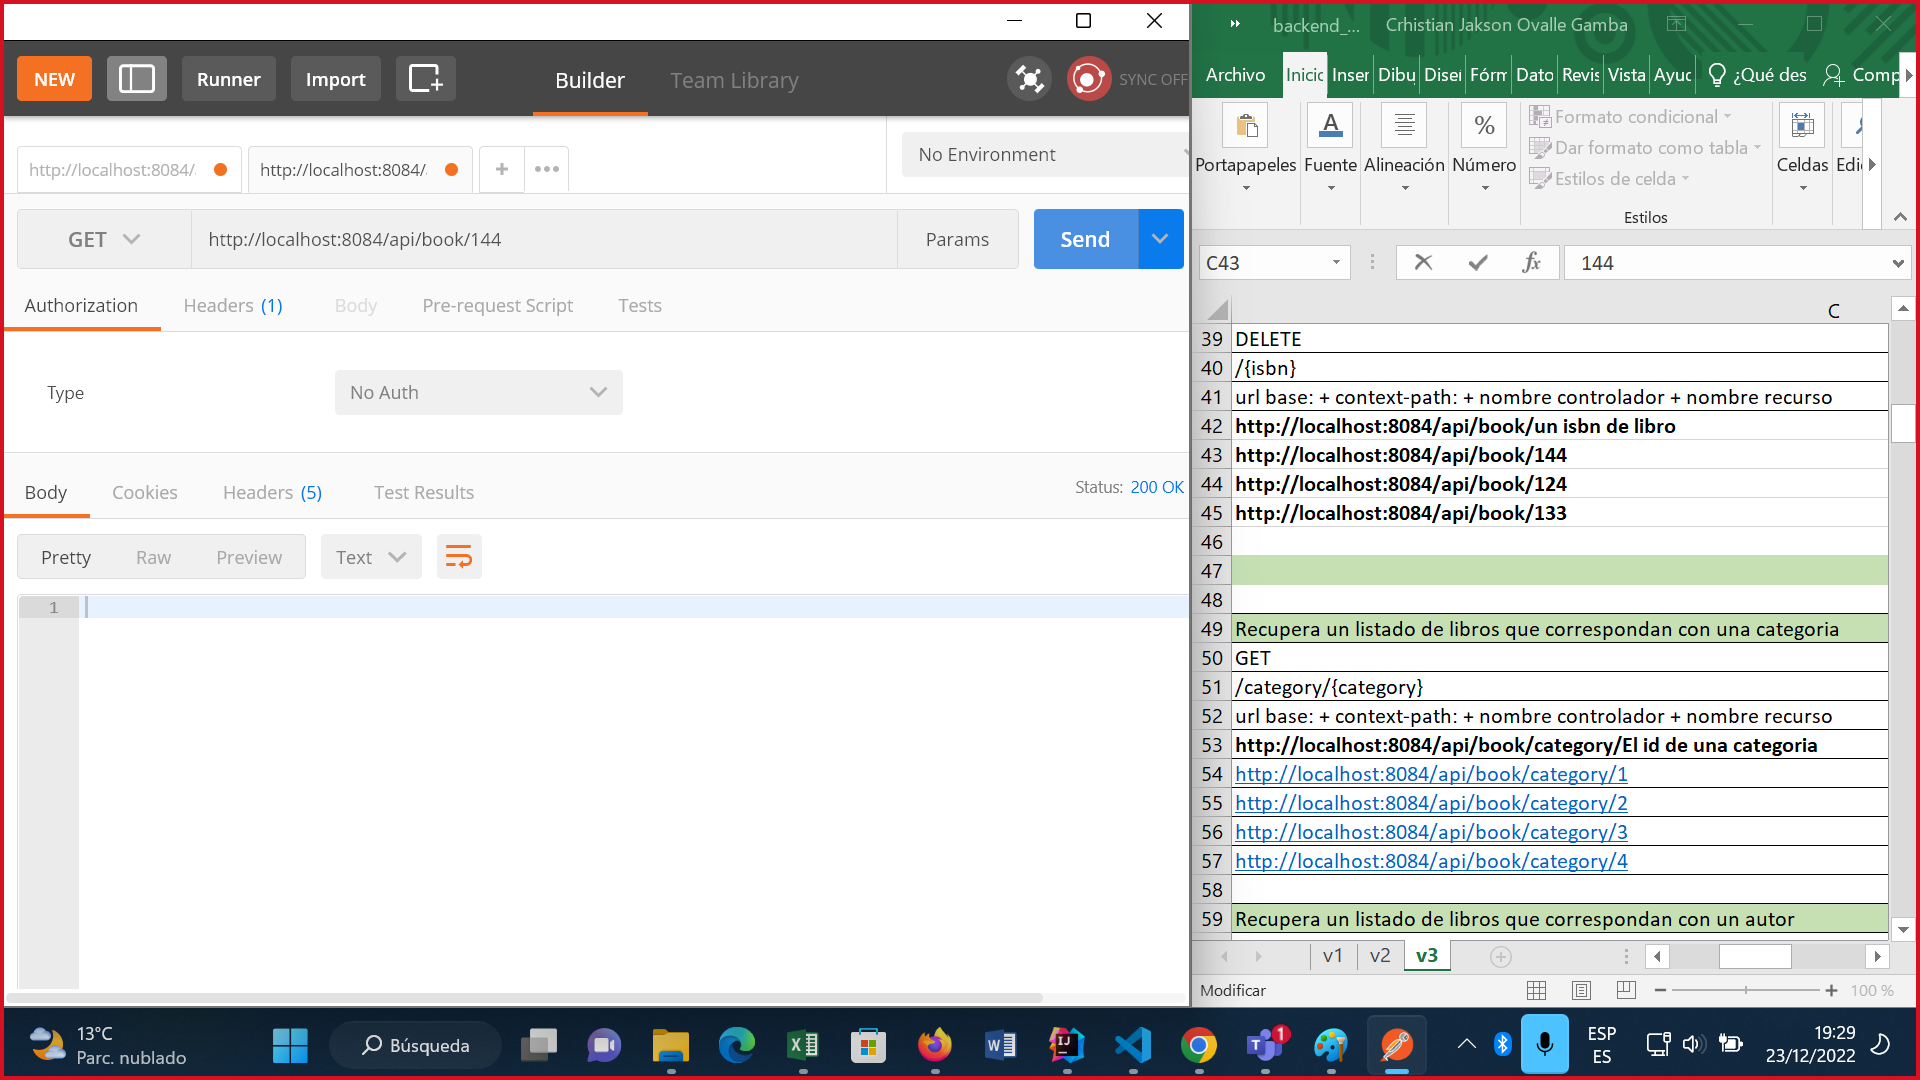 NEW
Runner
Import
Builder
Team Library
SYNC OFF
http://localhost:8084/
http://localhost:8084/
No Environment
GET
http://localhost:8084/api/book/144
Params
Send
Authorization
Headers (1)
Body
Pre-request Script
Tests
Type
No Auth
Body
Cookies
Headers (5)
Test Results
Status: 200 OK
Pretty
Raw
Preview
Text
1
backend_...
Crhistian Jakson Ovalle Gamba
Archivo
Inicio
Inser
Dibu
Diseñ
Fórm
Dato
Revis
Vista
Ayuc
¿Qué des
Comp
Portapapeles
Fuente
Alineación
Número
Formato condicional
Dar formato como tabla
Estilos de celda
Estilos
Celdas
Edic
C43
fx
144
C
39 DELETE
40 /{isbn}
41 url base: + context-path: + nombre controlador + nombre recurso
42 http://localhost:8084/api/book/un isbn de libro
43 http://localhost:8084/api/book/144
44 http://localhost:8084/api/book/124
45 http://localhost:8084/api/book/133
46
47
48
49 Recupera un listado de libros que correspondan con una categoria
50 GET
51 /category/{category}
52 url base: + context-path: + nombre controlador + nombre recurso
53 http://localhost:8084/api/book/category/El id de una categoria
54 http://localhost:8084/api/book/category/1
55 http://localhost:8084/api/book/category/2
56 http://localhost:8084/api/book/category/3
57 http://localhost:8084/api/book/category/4
58
59 Recupera un listado de libros que correspondan con un autor
v1
v2
v3
Modificar
100 %
13°C
Parc. nublado
Búsqueda
1
ESP
ES
19:29
23/12/2022